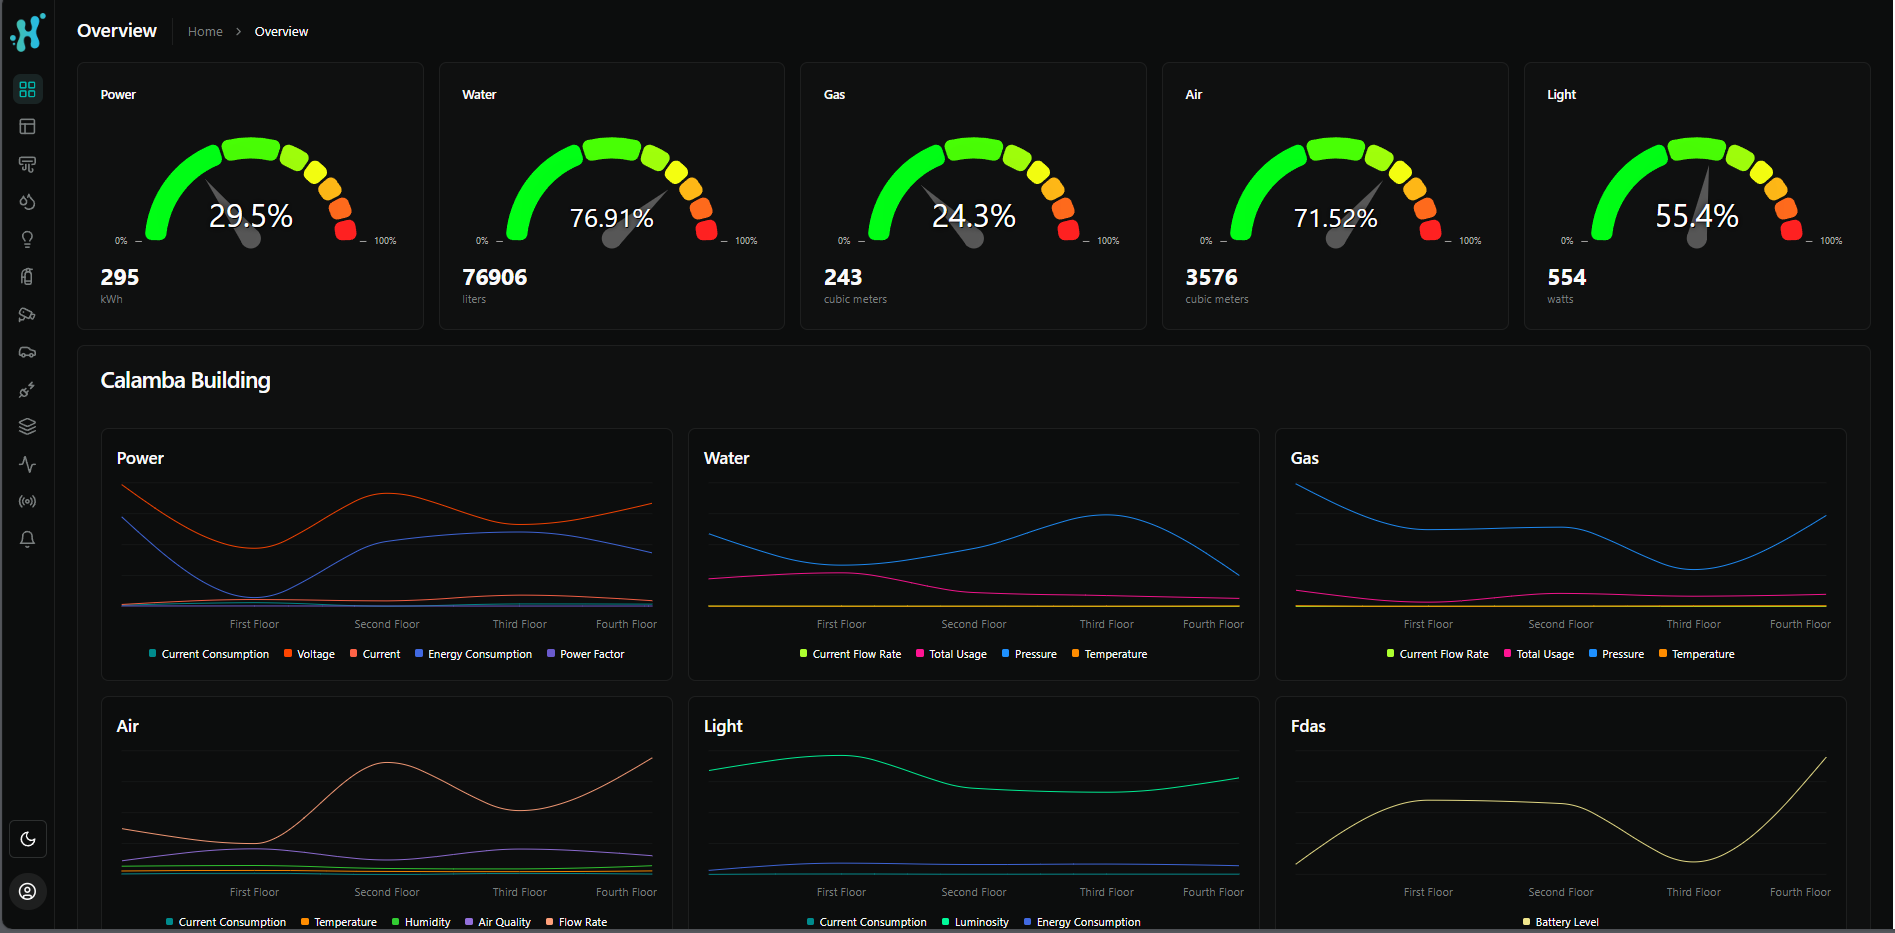 Overview Home > Overview
Power
29.5%
0% 100%
295
kWh
Water
76.91%
0% 100%
76906
liters
Gas
24.3%
0% 100%
243
cubic meters
Air
71.52%
0% 100%
3576
cubic meters
Light
55.4%
0% 100%
554
watts
Calamba Building
Power
First Floor Second Floor Third Floor Fourth Floor
Current Consumption Voltage Current Energy Consumption Power Factor
Water
First Floor Second Floor Third Floor Fourth Floor
Current Flow Rate Total Usage Pressure Temperature
Gas
First Floor Second Floor Third Floor Fourth Floor
Current Flow Rate Total Usage Pressure Temperature
Air
First Floor Second Floor Third Floor Fourth Floor
Current Consumption Temperature Humidity Air Quality Flow Rate
Light
First Floor Second Floor Third Floor Fourth Floor
Current Consumption Luminosity Energy Consumption
Fdas
First Floor Second Floor Third Floor Fourth Floor
Battery Level